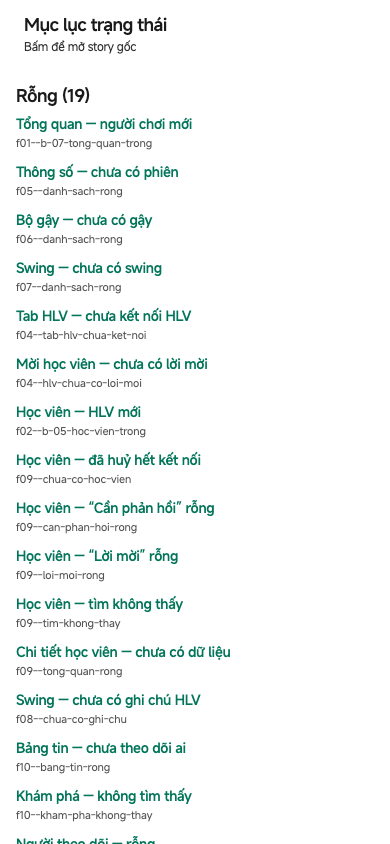 Mục lục trạng thái
Bấm để mở story gốc
Rỗng (19)
Tổng quan — người chơi mới
f01--b-07-tong-quan-trong
Thông số — chưa có phiên
f05--danh-sach-rong
Bộ gậy — chưa có gậy
f06--danh-sach-rong
Swing — chưa có swing
f07--danh-sach-rong
Tab HLV — chưa kết nối HLV
f04--tab-hlv-chua-ket-noi
Mời học viên — chưa có lời mời
f04--hlv-chua-co-loi-moi
Học viên — HLV mới
f02--b-05-hoc-vien-trong
Học viên — đã huỷ hết kết nối
f09--chua-co-hoc-vien
Học viên — “Cần phản hồi” rỗng
f09--can-phan-hoi-rong
Học viên — “Lời mời” rỗng
f09--loi-moi-rong
Học viên — tìm không thấy
f09--tim-khong-thay
Chi tiết học viên — chưa có dữ liệu
f09--tong-quan-rong
Swing — chưa có ghi chú HLV
f08--chua-co-ghi-chu
Bảng tin — chưa theo dõi ai
f10--bang-tin-rong
Khám phá — không tìm thấy
f10--kham-pha-khong-thay
Người theo dõi — rỗng